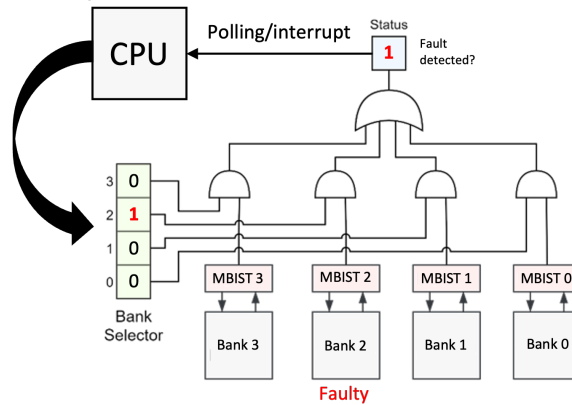 Status
Polling/interrupt
CPU
1
Fault
detected?
3 0
2 1
1 0
0 0
Bank
Selector
MBIST 3 MBIST 2 MBIST 1 MBIST 0
Bank 3 Bank 2 Bank 1 Bank 0
Faulty